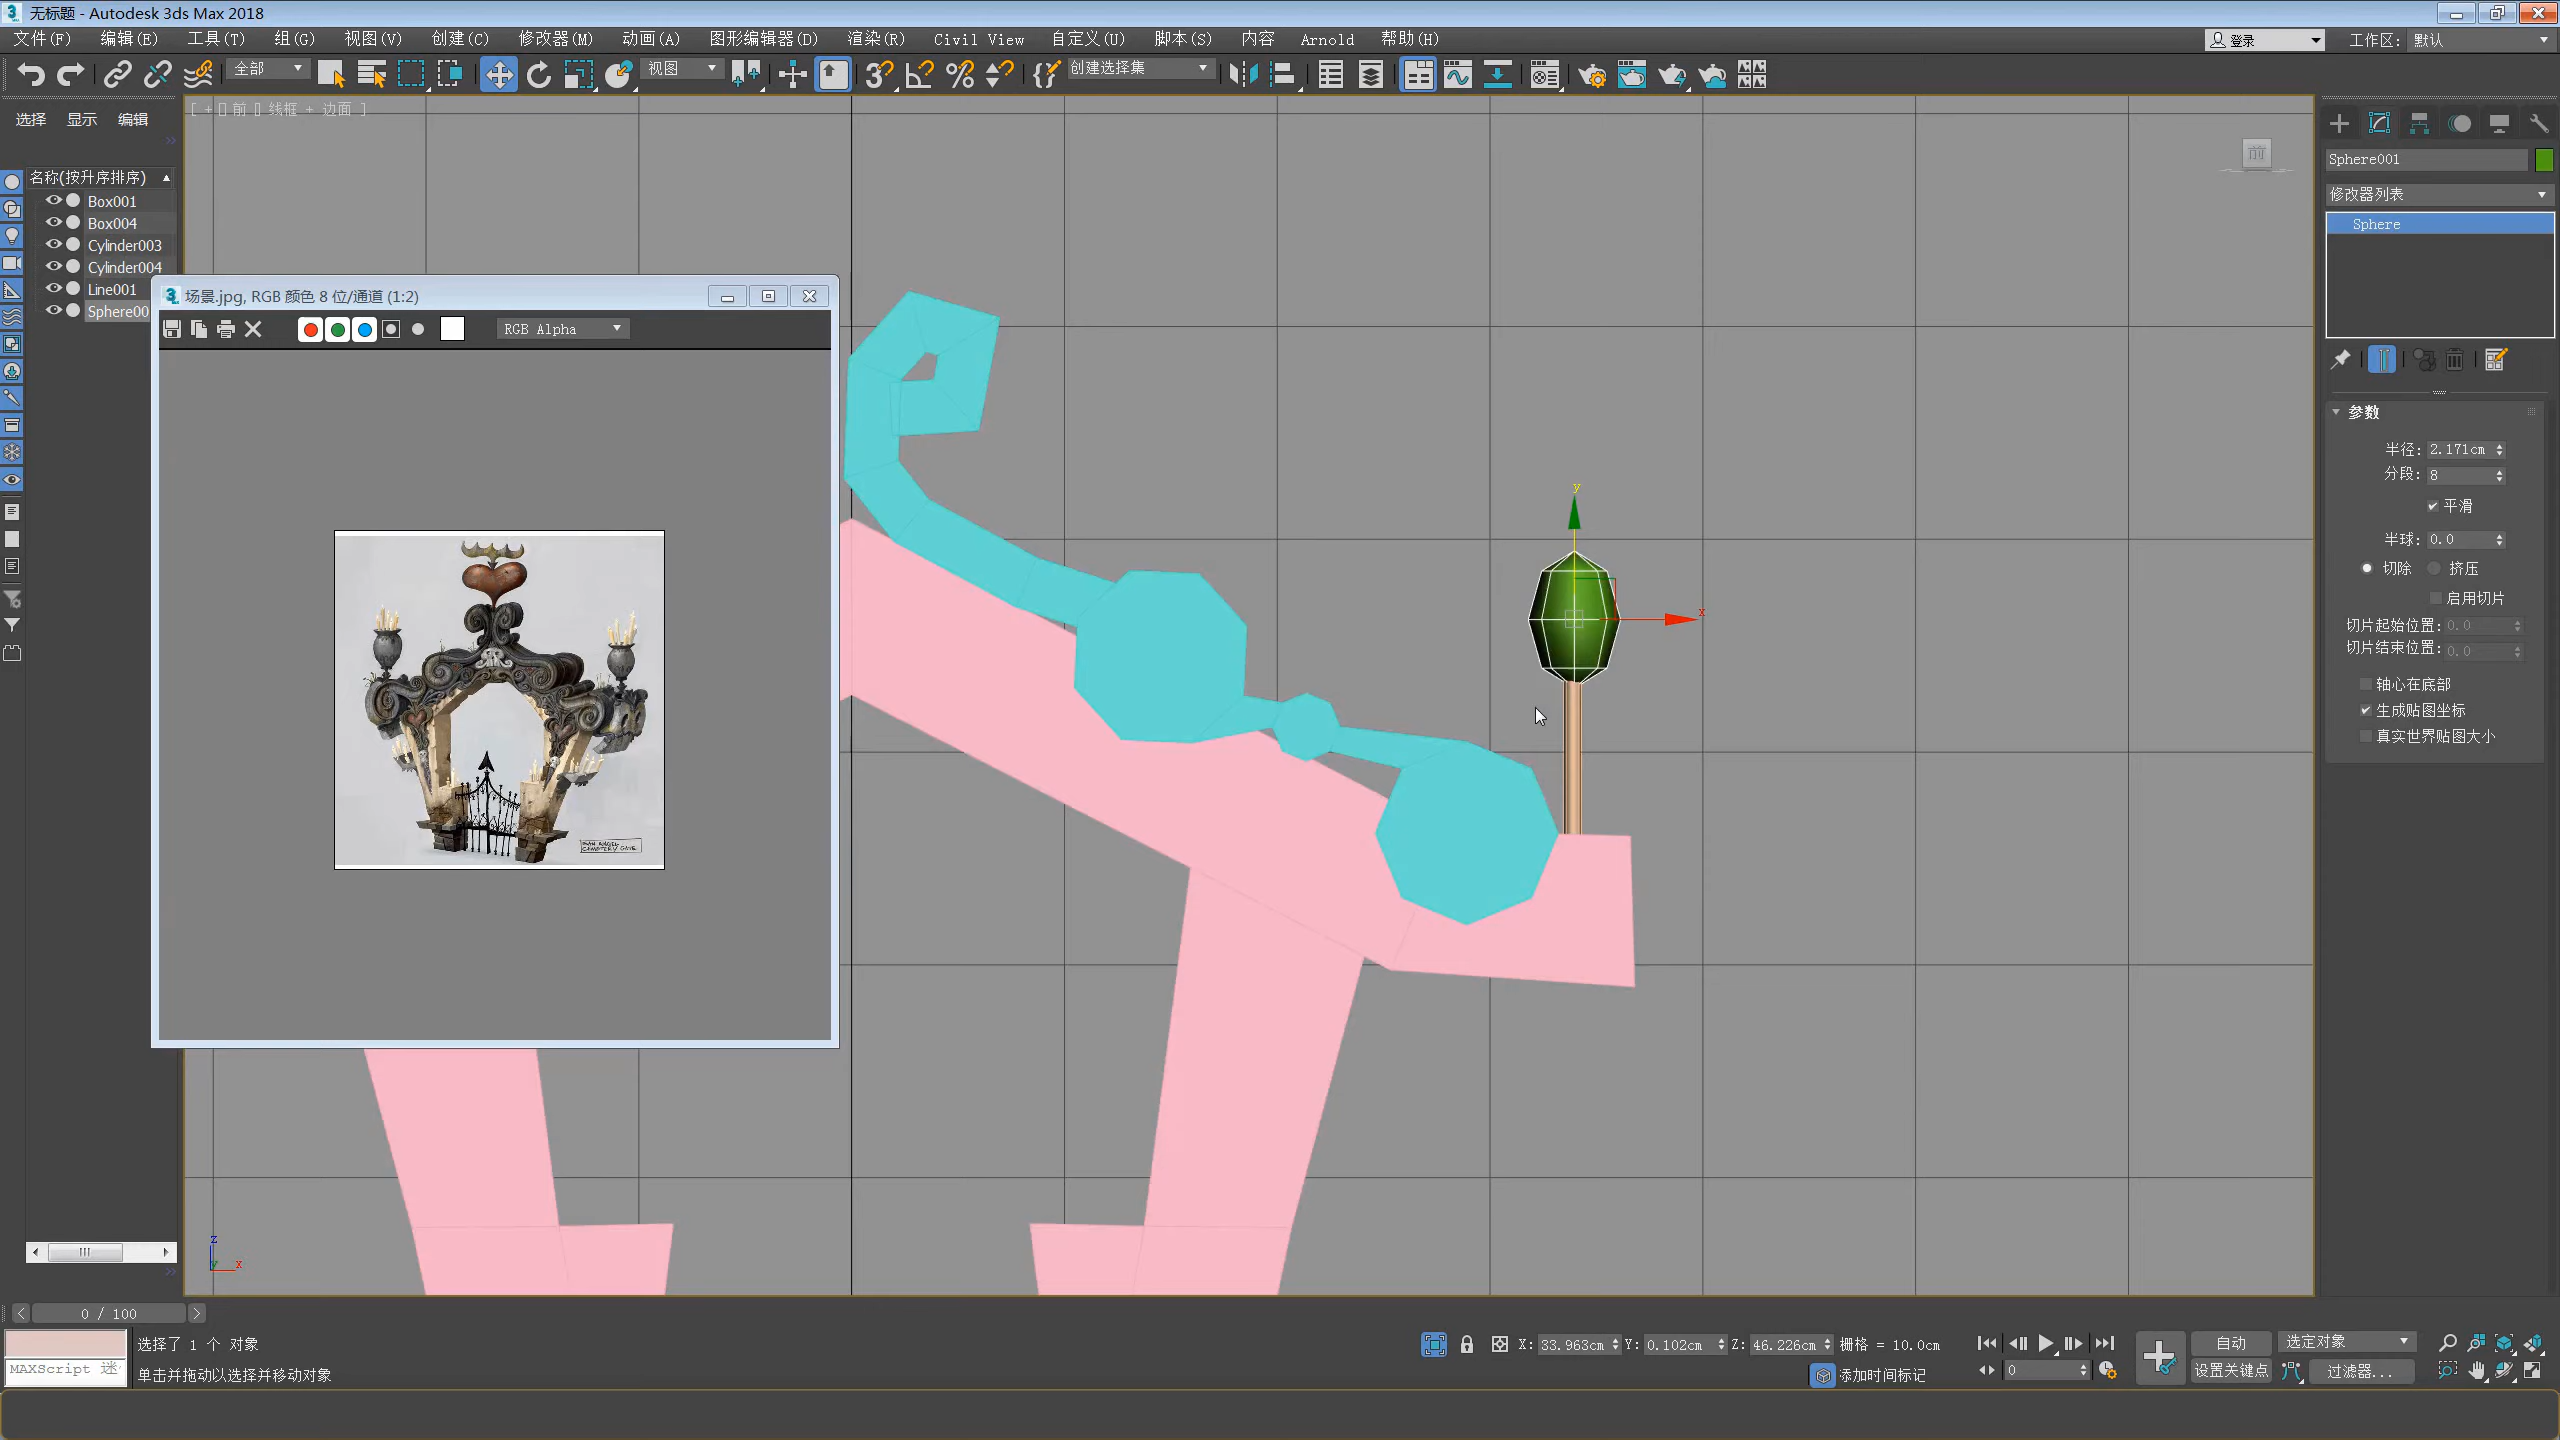 无标题 - Autodesk 3ds Max 2018
文件(F) 编辑(E) 工具(T) 组(G) 视图(V) 创建(C) 修改器(M) 动画(A) 图形编辑器(D) 渲染(R) Civil View 自定义(U) 脚本(S) 内容 Arnold 帮助(H) 登录 工作区: 默认
全部 视图 创建选择集
选择 显示 编辑
[ + ] 前 线框 + 边面 ]
名称(按升序排序)
Box001
Box004
Cylinder003
Cylinder004
Line001
Sphere00
场景.jpg, RGB 颜色 8 位/通道 (1:2)
RGB Alpha
y
x
前
Sphere001
修改器列表
Sphere
参数
半径: 2.171cm
分段: 8
平滑
半球: 0.0
切除 挤压
启用切片
切片起始位置: 0.0
切片结束位置: 0.0
轴心在底部
生成贴图坐标
真实世界贴图大小
z
x
0 / 100
选择了 1 个 对象
MAXScript 迷
单击并拖动以选择并移动对象
X: 33.963cm Y: 0.102cm Z: 46.226cm 栅格 = 10.0cm
添加时间标记
0
自动 选定对象
设置关键点 过滤器...